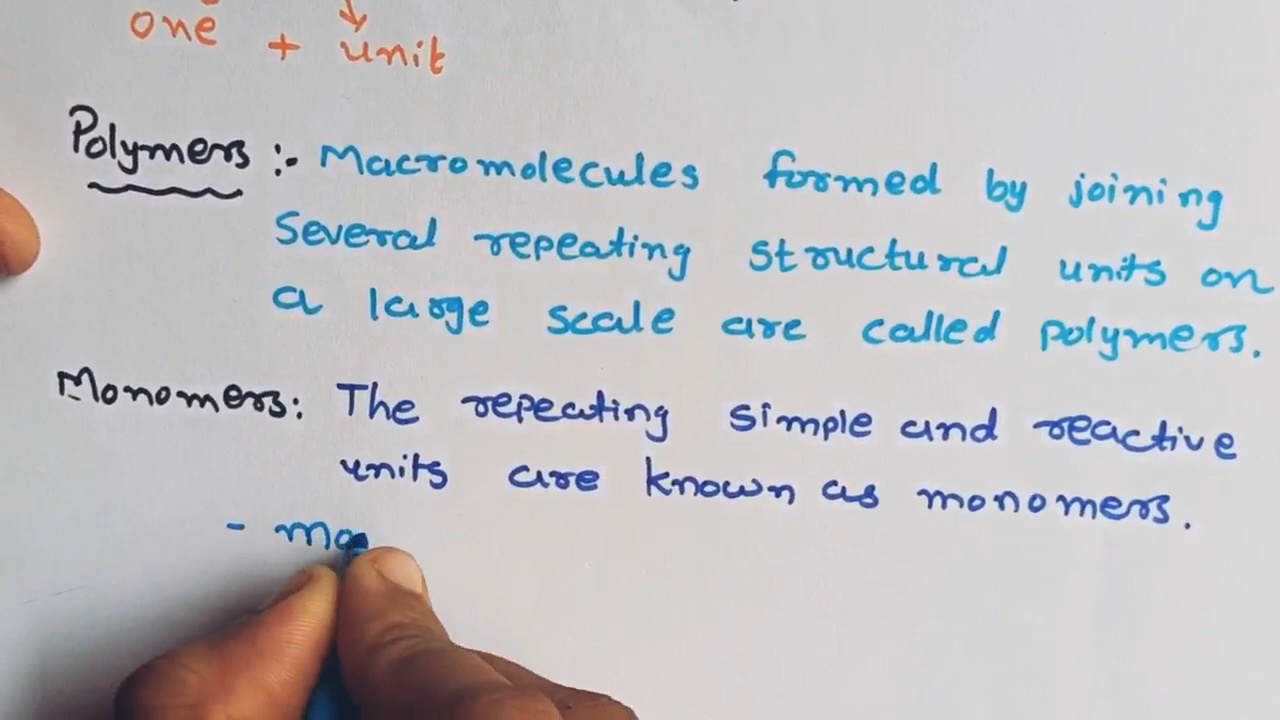 one + unit
Polymers :- Macromolecules formed by joining
Several repeating structural units on
a large scale are called polymers.
Monomers: The repeating simple and reactive
units are known as monomers.
-